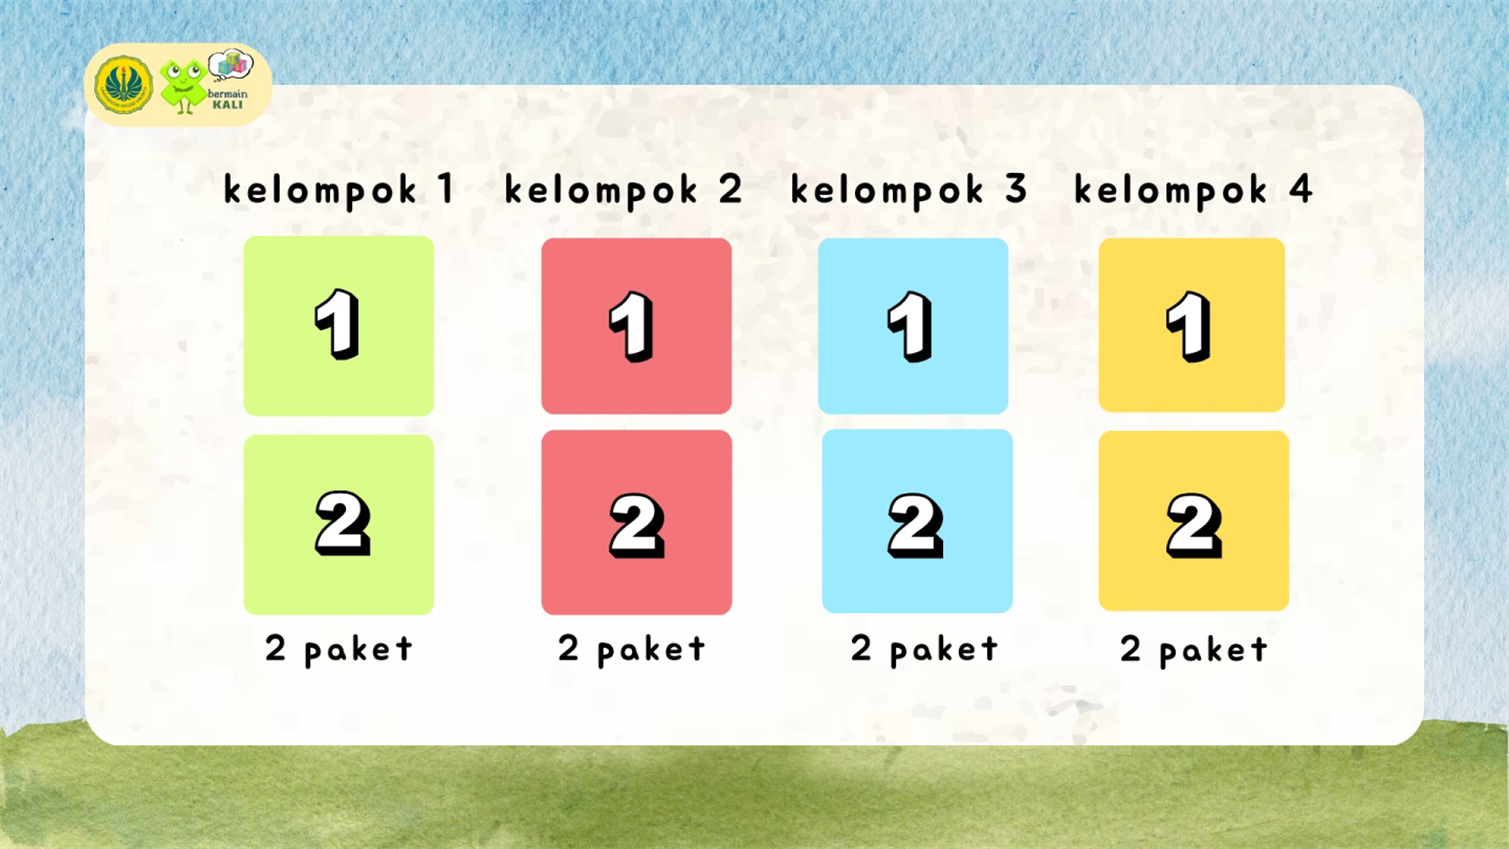 bermain
KALI
kelompok 1 kelompok 2 kelompok 3 kelompok 4
1 1 1 1
2 2 2 2
2 paket 2 paket 2 paket 2 paket